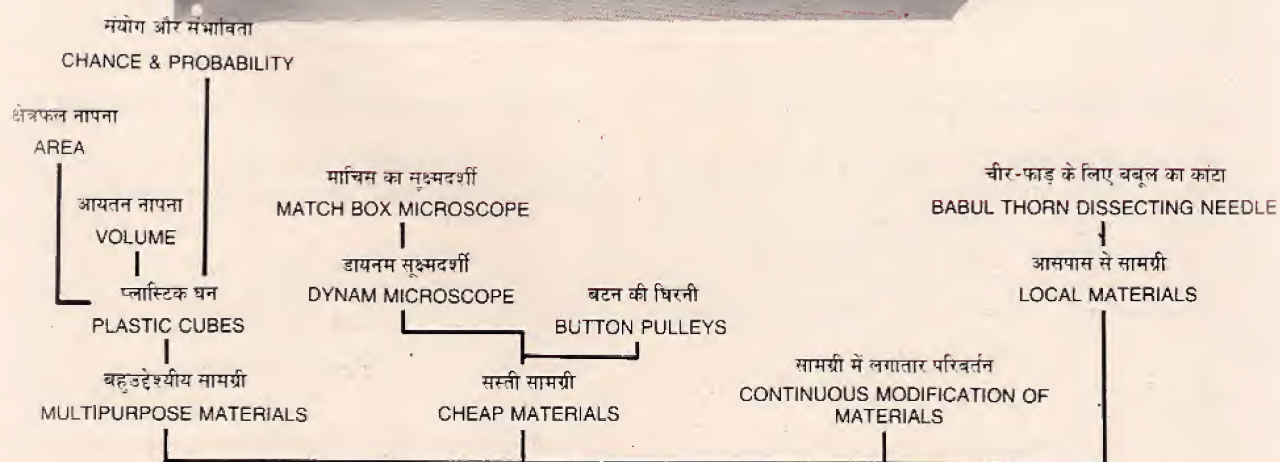 संयोग और संभाविता
CHANCE & PROBABILITY
क्षेत्रफल नापना
AREA
आयतन नापना
VOLUME
प्लास्टिक घन
PLASTIC CUBES
बहुउद्देश्यीय सामग्री
MULTIPURPOSE MATERIALS
माचिस का सूक्ष्मदर्शी
MATCH BOX MICROSCOPE
डायनम सूक्ष्मदर्शी
DYNAM MICROSCOPE
बटन की घिरनी
BUTTON PULLEYS
सस्ती सामग्री
CHEAP MATERIALS
सामग्री में लगातार परिवर्तन
CONTINUOUS MODIFICATION OF
MATERIALS
चीर-फाड़ के लिए बबूल का कांटा
BABUL THORN DISSECTING NEEDLE
आसपास से सामग्री
LOCAL MATERIALS